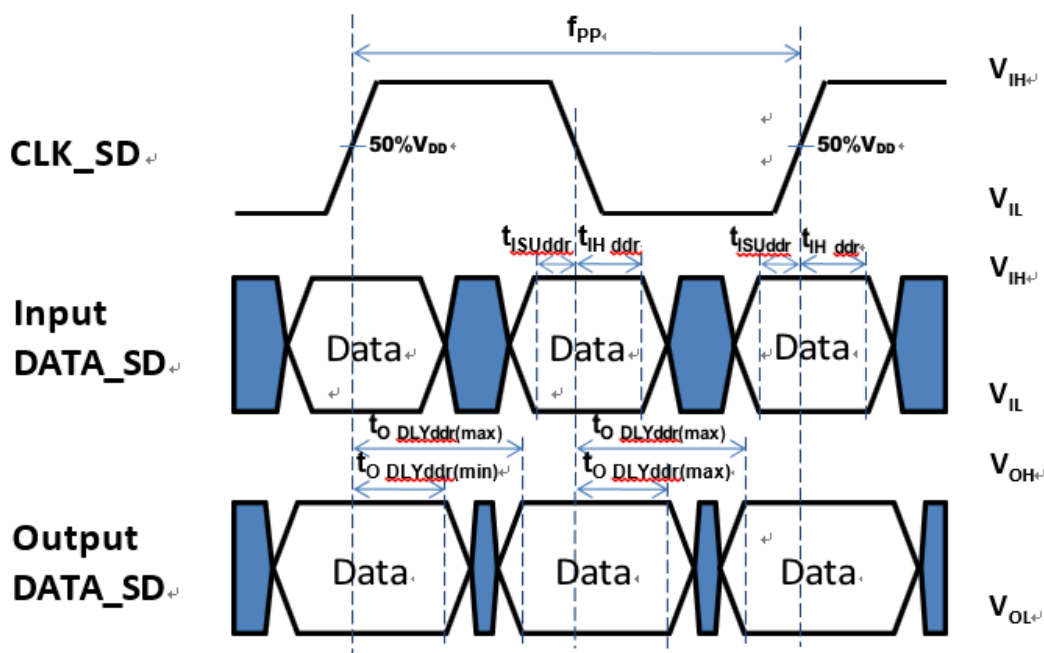 fPP
VIH
CLK_SD
50%VDD
50%VDD
VIL
tISUddr
tIH ddr
tISUddr
tIH ddr
VIH
Input
DATA_SD
Data
Data
Data
VIL
tO DLYddr(max)
tO DLYddr(max)
tO DLYddr(min)
tO DLYddr(max)
VOH
Output
DATA_SD
Data
Data
Data
VOL